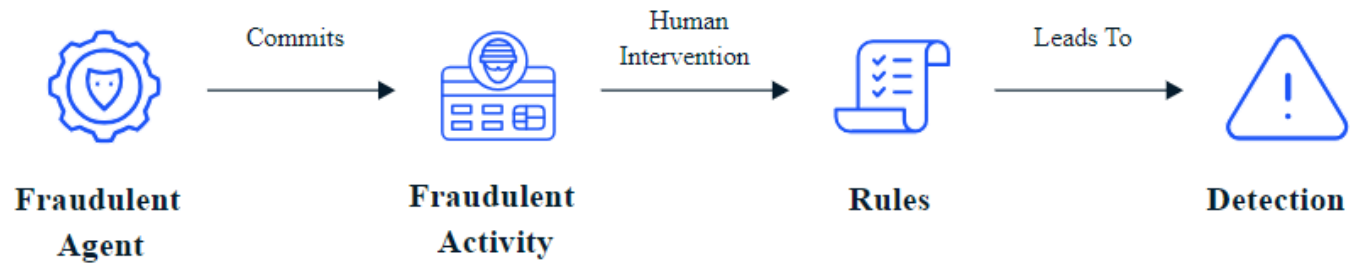 Commits
Human
Intervention
Leads To
Fraudulent
Agent
Fraudulent
Activity
Rules
Detection